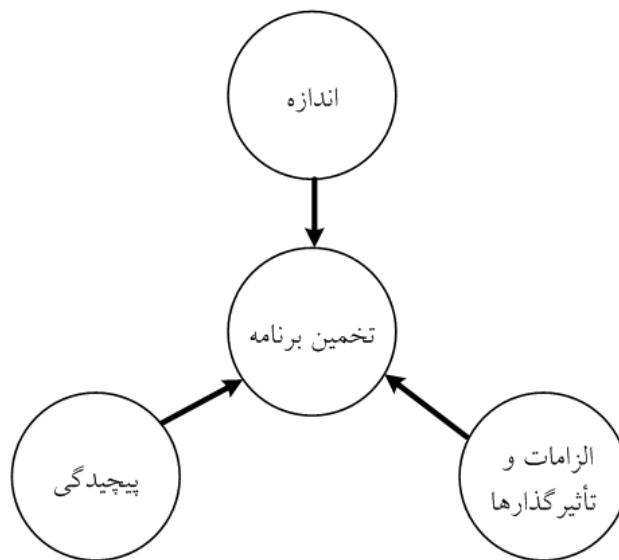 اندازه
تخمین برنامه
الزامات و
تأثیرگذارها
پیچیدگی